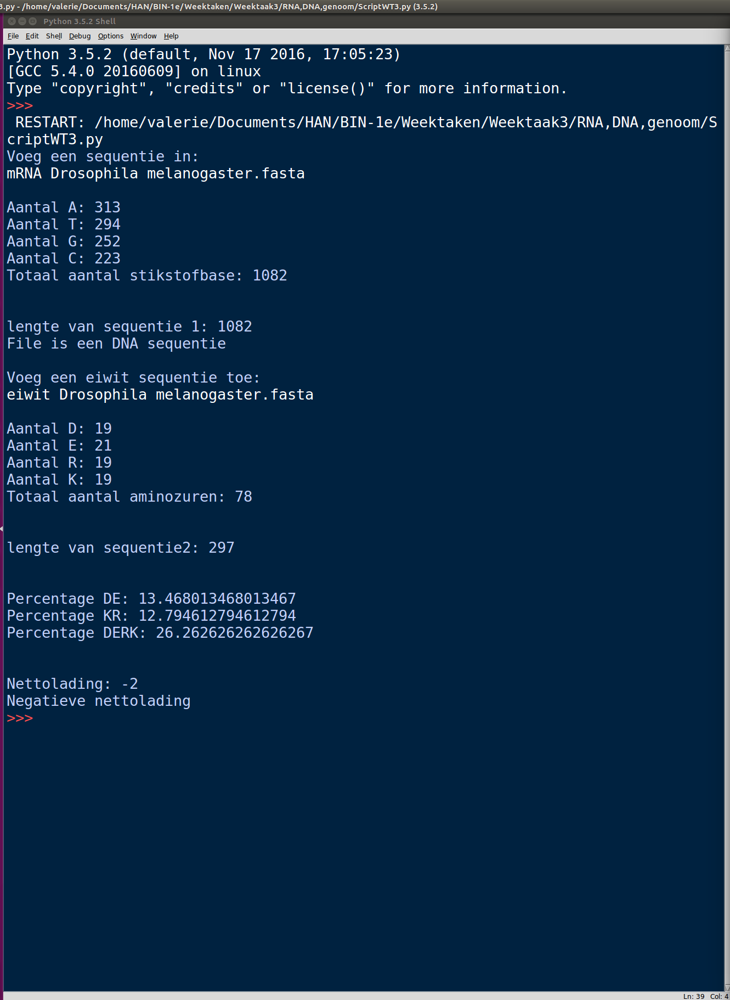 3.py - /home/valerie/Documents/HAN/BIN-1e/Weektaken/Weektaak3/RNA,DNA,genoom/ScriptWT3.py (3.5.2)
Python 3.5.2 Shell
File Edit Shell Debug Options Window Help
Python 3.5.2 (default, Nov 17 2016, 17:05:23)
[GCC 5.4.0 20160609] on linux
Type "copyright", "credits" or "license()" for more information.
>>>
RESTART: /home/valerie/Documents/HAN/BIN-1e/Weektaken/Weektaak3/RNA,DNA,genoom/S
criptWT3.py
Voeg een sequentie in:
mRNA Drosophila melanogaster.fasta
Aantal A: 313
Aantal T: 294
Aantal G: 252
Aantal C: 223
Totaal aantal stikstofbase: 1082
lengte van sequentie 1: 1082
File is een DNA sequentie
Voeg een eiwit sequentie toe:
eiwit Drosophila melanogaster.fasta
Aantal D: 19
Aantal E: 21
Aantal R: 19
Aantal K: 19
Totaal aantal aminozuren: 78
lengte van sequentie2: 297
Percentage DE: 13.468013468013467
Percentage KR: 12.794612794612794
Percentage DERK: 26.262626262626267
Nettolading: -2
Negatieve nettolading
>>>
Ln: 39 Col: 4